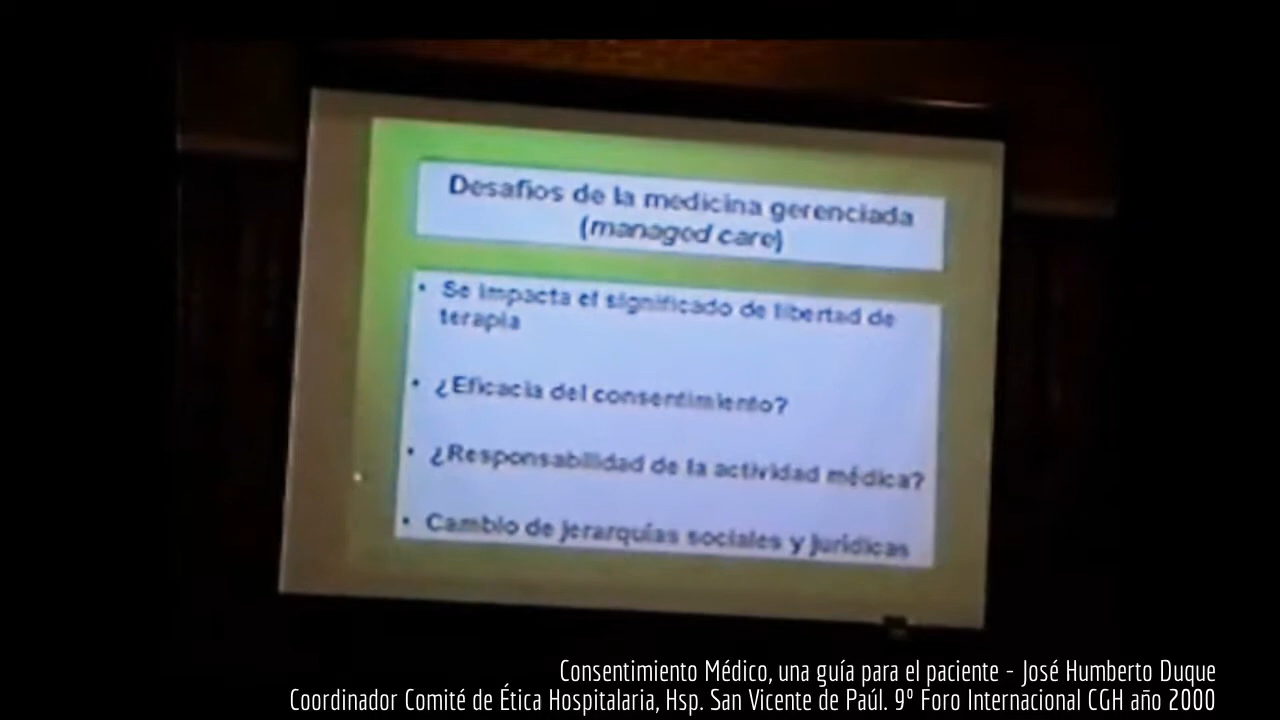 Desafíos de la medicina gerenciada
(managed care)
• Se impacta el significado de libertad de
terapia
• ¿Eficacia del consentimiento?
• ¿Responsabilidad de la actividad médica?
• Cambio de jerarquías sociales y jurídicas
Consentimiento Médico, una guía para el paciente - José Humberto Duque
Coordinador Comité de Ética Hospitalaria, Hsp. San Vicente de Paúl. 9º Foro Internacional CGH año 2000